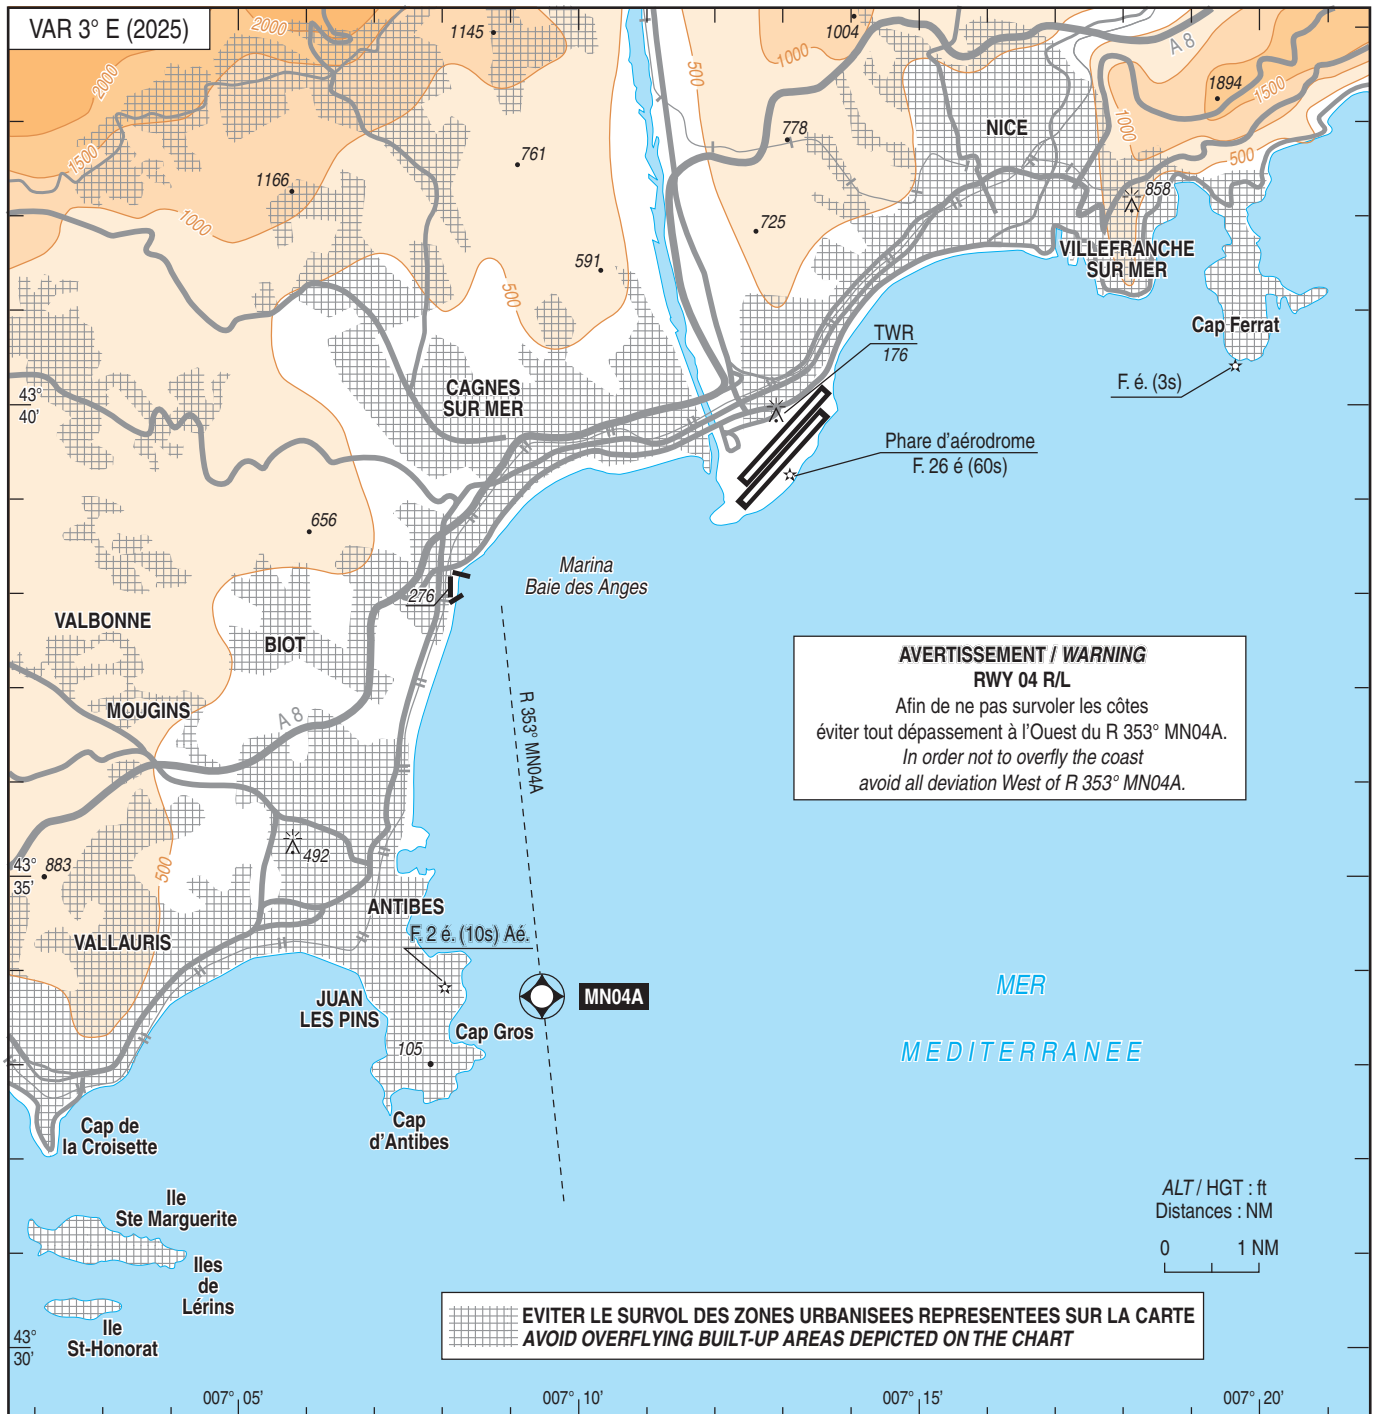 VAR 3° E (2025)
2000
1145
1004
A 8
2000
500
1000
1894
1500
1500
1000
778
NICE
500
761
1166
858
1000
725
VILLEFRANCHE
SUR MER
591
500
Cap Ferrat
TWR
176
F. é. (3s)
43°
40'
CAGNES
SUR MER
Phare d'aérodrome
F. 26 é (60s)
656
Marina
Baie des Anges
276
VALBONNE
BIOT
MOUGINS
A 8
R 353° MN04A
AVERTISSEMENT / WARNING
RWY 04 R/L
Afin de ne pas survoler les côtes
éviter tout dépassement à l'Ouest du R 353° MN04A.
In order not to overfly the coast
avoid all deviation West of R 353° MN04A.
43°
35'
883
500
492
ANTIBES
VALLAURIS
F. 2 é. (10s) Aé.
JUAN
LES PINS
MN04A
Cap Gros
105
MER
MEDITERRANEE
Cap de
la Croisette
Cap
d'Antibes
Ile
Ste Marguerite
Iles
de
Lérins
Ile
St-Honorat
ALT / HGT : ft
Distances : NM
0 1 NM
EVITER LE SURVOL DES ZONES URBANISEES REPRESENTEES SUR LA CARTE
AVOID OVERFLYING BUILT-UP AREAS DEPICTED ON THE CHART
43°
30'
007° 05' 007° 10' 007° 15' 007° 20'